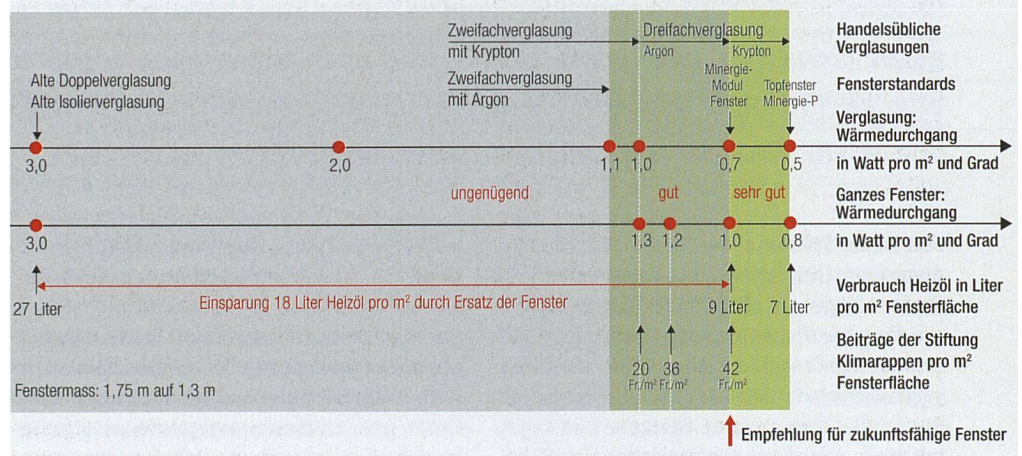 Zweifachverglasung
mit Krypton
Dreifachverglasung
Argon
Krypton
Handelsübliche
Verglasungen
Alte Doppelverglasung
Alte Isolierverglasung
Zweifachverglasung
mit Argon
Minergie-
Modul
Fenster
Topfenster
Minergie-P
Fensterstandards
Verglasung:
Wärmedurchgang
in Watt pro m² und Grad
3,0
2,0
1,1
1,0
0,7
0,5
ungenügend
gut
sehr gut
Ganzes Fenster:
Wärmedurchgang
in Watt pro m² und Grad
3,0
1,3
1,2
1,0
0,8
27 Liter
Einsparung 18 Liter Heizöl pro m² durch Ersatz der Fenster
9 Liter
7 Liter
Verbrauch Heizöl in Liter
pro m² Fensterfläche
20
Fr./m²
36
Fr./m²
42
Fr./m²
Beiträge der Stiftung
Klimarappen pro m²
Fensterfläche
Fenstermass: 1,75 m auf 1,3 m
Empfehlung für zukunftsfähige Fenster